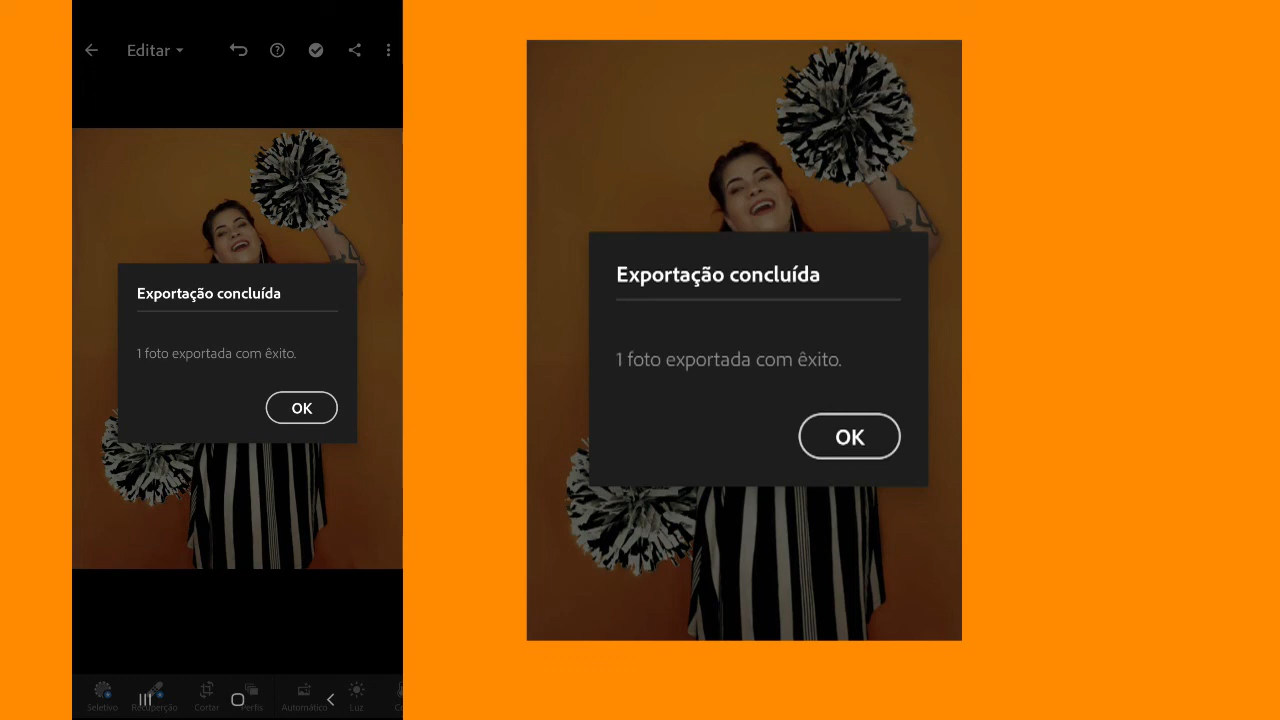 Editar
Exportação concluída
1 foto exportada com êxito.
OK
Seletivo
Recuperação
Cortar
Perfis
Automático
Luz
Exportação concluída
1 foto exportada com êxito.
OK